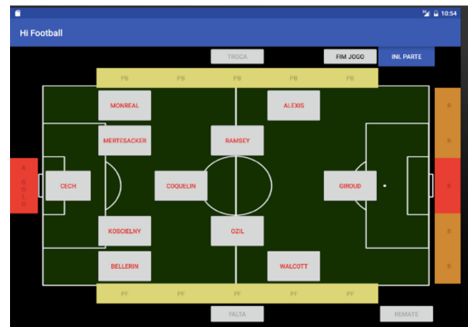 10:54
Hi Football
TROCA
FIM JOGO
INI. PARTE
PB PB PB PB PB
MONREAL
ALEXIS
MERTESACKER
RAMSEY
CECH
COQUELIN
GIROUD
KOSCIELNY
OZIL
BELLERIN
WALCOTT
PF PF PF PF PF
FALTA
REMATE